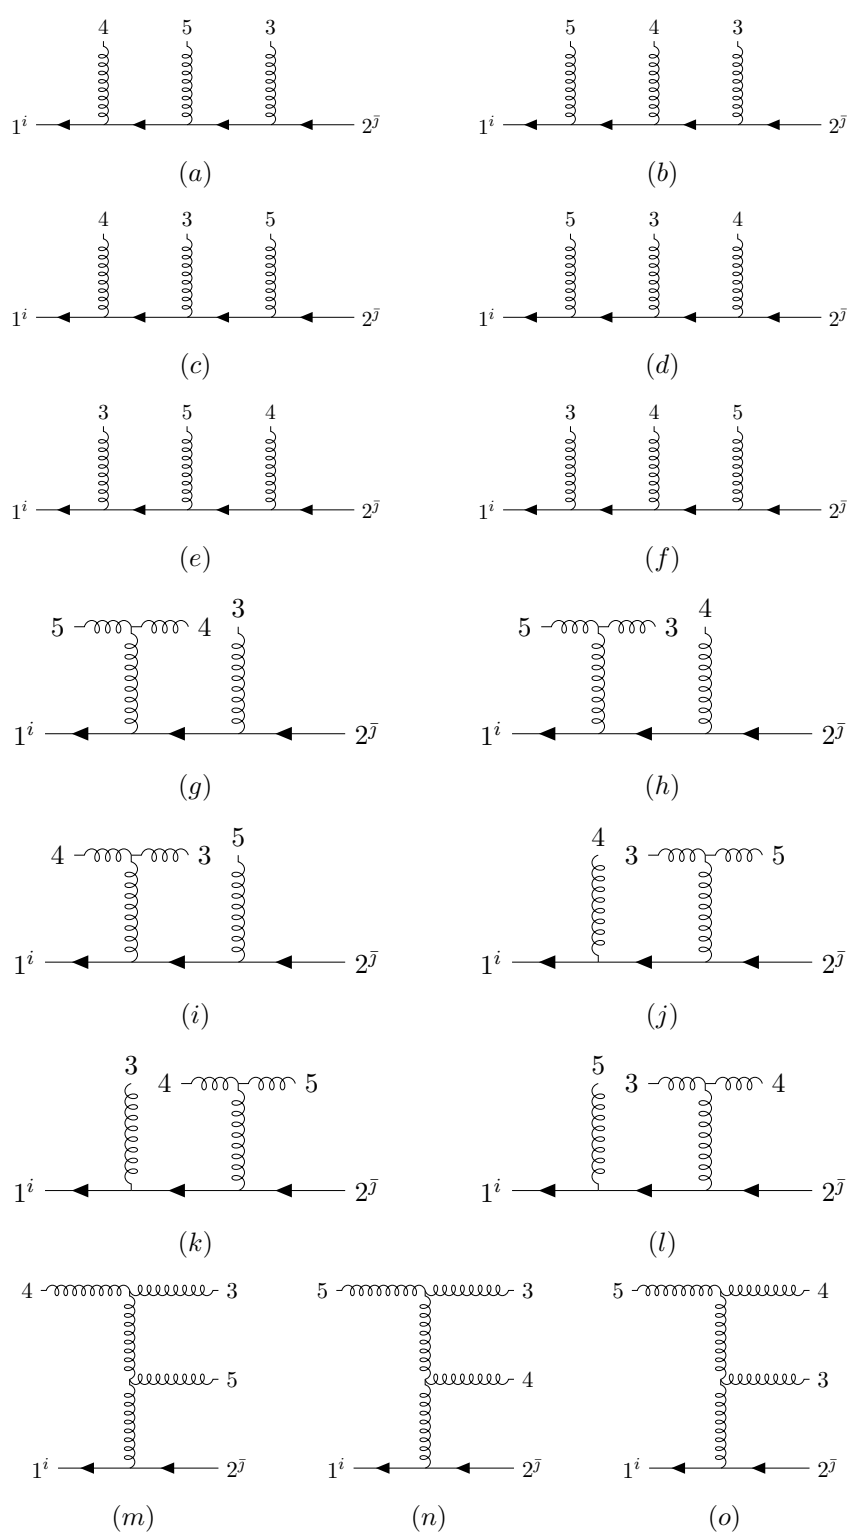 4 5 3 5 4 3
1^i 2^j̄ 1^i 2^j̄
(a) (b)
4 3 5 5 3 4
1^i 2^j̄ 1^i 2^j̄
(c) (d)
3 5 4 3 4 5
1^i 2^j̄ 1^i 2^j̄
(e) (f)
3 4
5 4 5 3
1^i 2^j̄ 1^i 2^j̄
(g) (h)
5 4
4 3 3 5
1^i 2^j̄ 1^i 2^j̄
(i) (j)
3 5
4 5 3 4
1^i 2^j̄ 1^i 2^j̄
(k) (l)
4 3 5 3 5 4
5 4 3
1^i 2^j̄ 1^i 2^j̄ 1^i 2^j̄
(m) (n) (o)